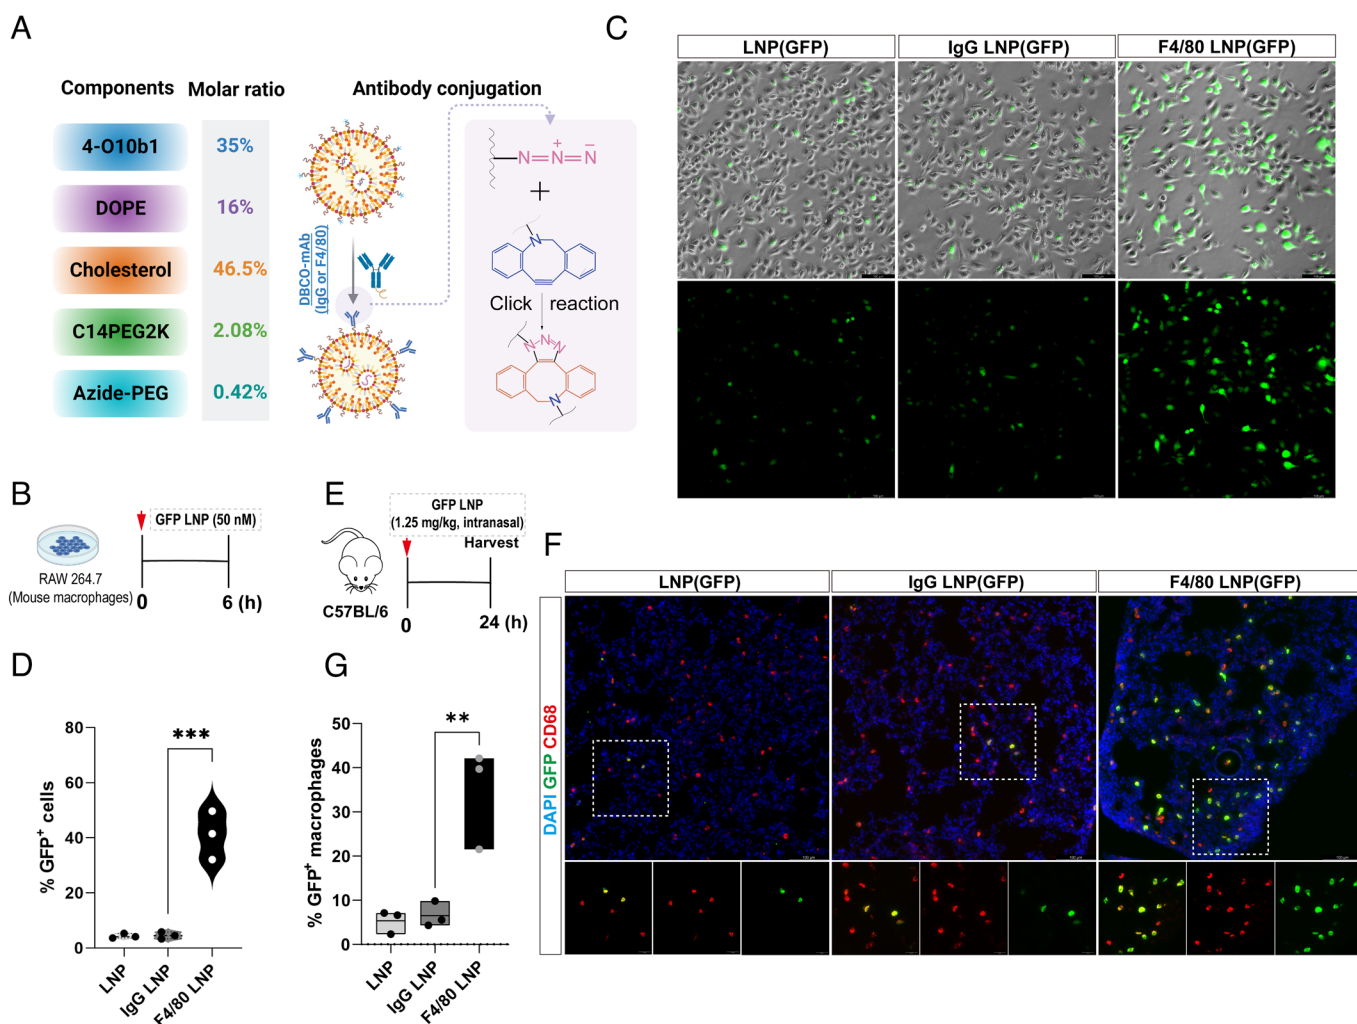 A
Components
Molar ratio
Antibody conjugation
4-O10b1
35%
DOPE
16%
Cholesterol
46.5%
C14PEG2K
2.08%
Azide-PEG
0.42%
DBCO-mAb
(IgG or F4/80)
N=N=N
+
−
+
N
Click reaction
N
N
N
N
C
LNP(GFP)
IgG LNP(GFP)
F4/80 LNP(GFP)
B
GFP LNP (50 nM)
RAW 264.7
(Mouse macrophages)
0
6 (h)
E
GFP LNP
(1.25 mg/kg, intranasal)
Harvest
C57BL/6
0
24 (h)
D
% GFP+ cells
80
60
40
20
0
***
LNP
IgG LNP
F4/80 LNP
G
% GFP+ macrophages
50
40
30
20
10
0
**
LNP
IgG LNP
F4/80 LNP
F
LNP(GFP)
IgG LNP(GFP)
F4/80 LNP(GFP)
DAPI GFP CD68